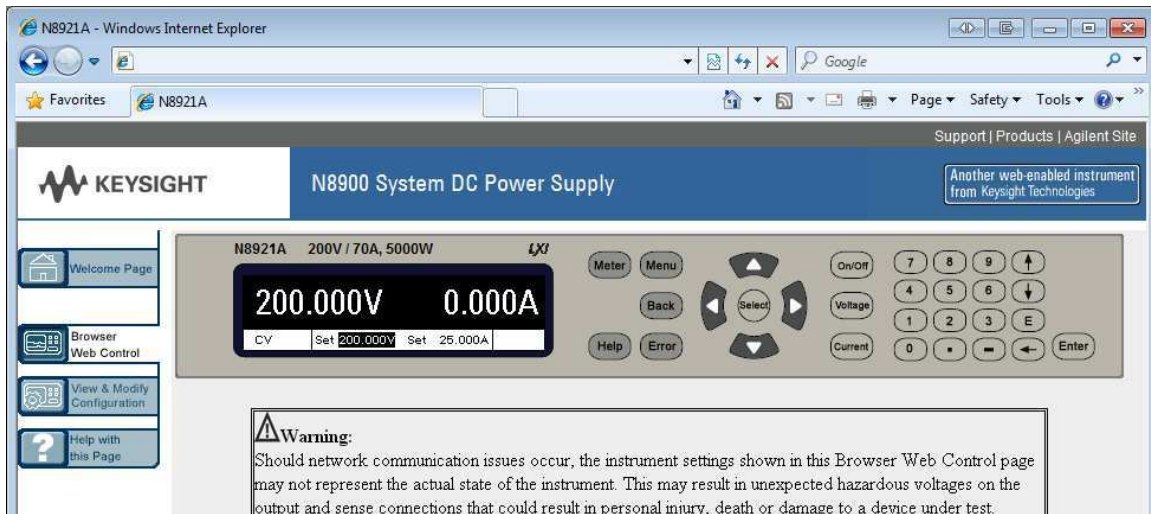 N8921A - Windows Internet Explorer
Google
Favorites N8921A Page Safety Tools
Support | Products | Agilent Site
KEYSIGHT N8900 System DC Power Supply
Another web-enabled instrument
from Keysight Technologies
Welcome Page
Browser
Web Control
View & Modify
Configuration
Help with
this Page
N8921A 200V / 70A, 5000W LXI
200.000V 0.000A
CV Set 200.000V Set 25.000A
Meter Menu
Back
Help Error
Select
On/Off
Voltage
Current
7 8 9
4 5 6
1 2 3 E
0 . - Enter
Warning:
Should network communication issues occur, the instrument settings shown in this Browser Web Control page
may not represent the actual state of the instrument. This may result in unexpected hazardous voltages on the
output and sense connections that could result in personal injury, death or damage to a device under test.